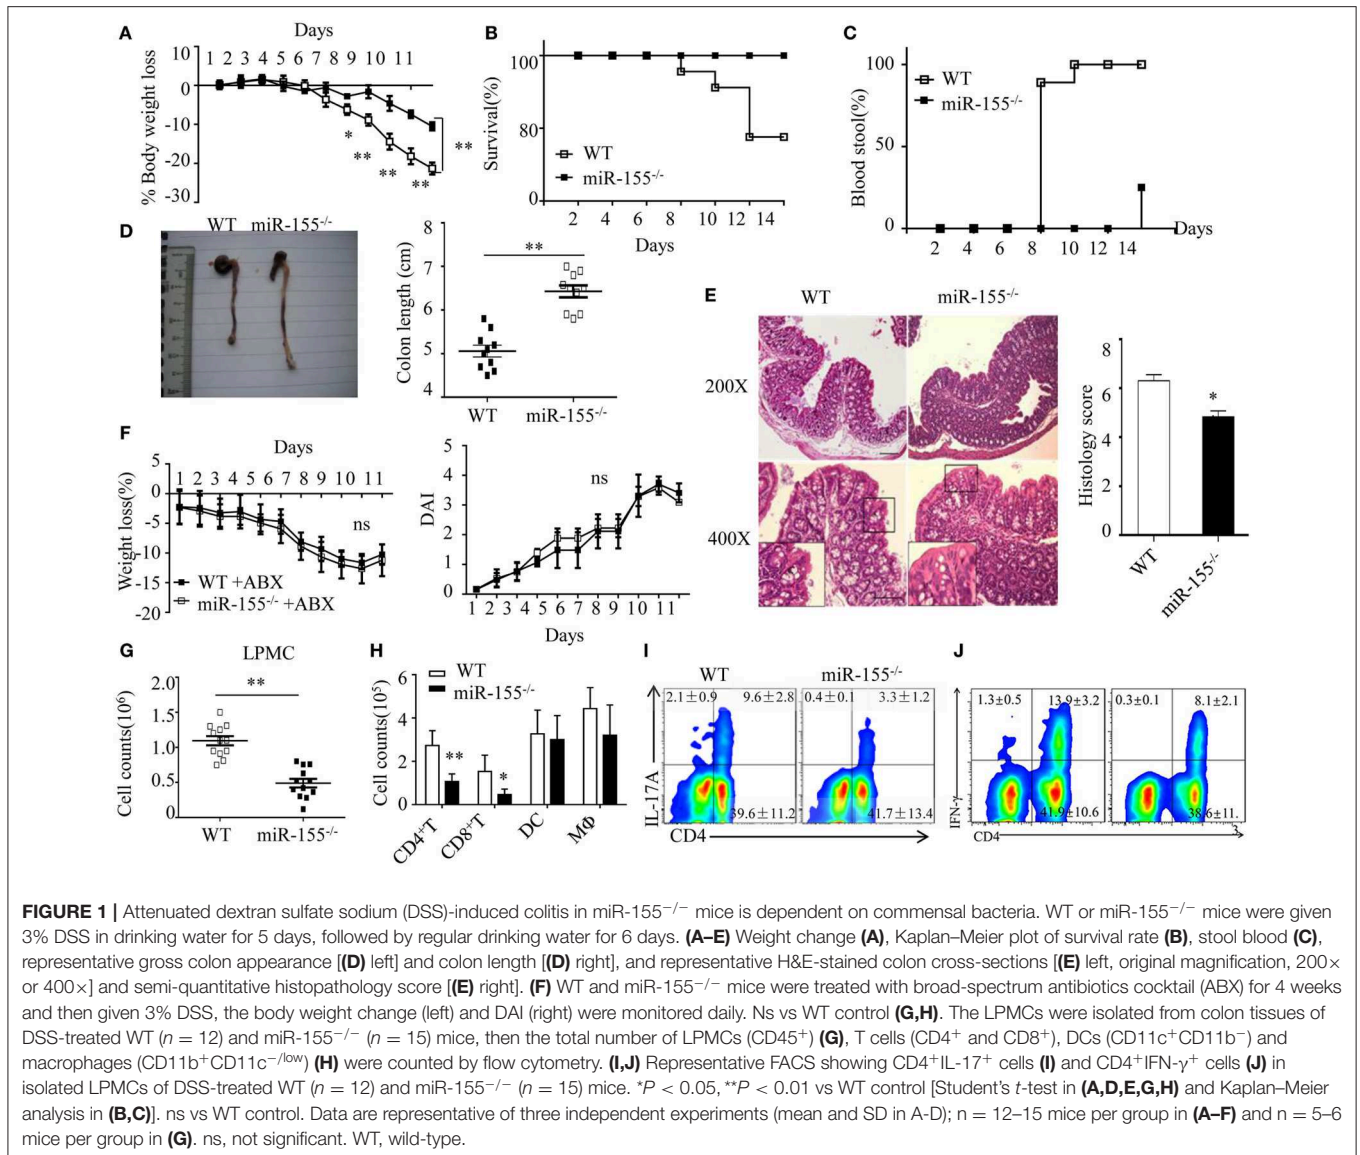 A
Days
1 2 3 4 5 6 7 8 9 10 11
10
0
-10
-20
-30
% Body weight loss
*
**
**
**
**
B
100
80
0
Survival(%)
WT
miR-155-/-
2 4 6 8 10 12 14
Days
C
100
50
0
Blood stool(%)
WT
miR-155-/-
2 4 6 8 10 12 14
Days
D
WT miR-155-/-
8
7
6
5
4
Colon length (cm)
**
WT miR-155-/-
E
WT miR-155-/-
200X
400X
8
6
4
2
0
Histology score
*
WT
miR-155-/-
F
Days
1 2 3 4 5 6 7 8 9 10 11
5
0
-5
-10
-15
-20
Weight loss(%)
ns
WT +ABX
miR-155-/- +ABX
5
4
3
2
1
0
DAI
ns
1 2 3 4 5 6 7 8 9 10 11
Days
G
LPMC
**
2.0
1.5
1.0
0.5
0
Cell counts(10⁶)
WT miR-155-/-
H
WT
miR-155-/-
6
4
2
0
Cell counts(10⁵)
**
*
CD4⁺T
CD8⁺T
DC
MΦ
I
WT miR-155-/-
2.1±0.9 9.6±2.8 0.4±0.1 3.3±1.2
39.6±11.2 41.7±13.4
IL-17A
CD4
J
1.3±0.5 13.9±3.2 0.3±0.1 8.1±2.1
41.9±10.6 38.6±11.
3
IFN-γ
CD4
FIGURE 1 | Attenuated dextran sulfate sodium (DSS)-induced colitis in miR-155−/− mice is dependent on commensal bacteria. WT or miR-155−/− mice were given
3% DSS in drinking water for 5 days, followed by regular drinking water for 6 days. (A–E) Weight change (A), Kaplan–Meier plot of survival rate (B), stool blood (C),
representative gross colon appearance [(D) left] and colon length [(D) right], and representative H&E-stained colon cross-sections [(E) left, original magnification, 200×
or 400×] and semi-quantitative histopathology score [(E) right]. (F) WT and miR-155−/− mice were treated with broad-spectrum antibiotics cocktail (ABX) for 4 weeks
and then given 3% DSS, the body weight change (left) and DAI (right) were monitored daily. Ns vs WT control (G,H). The LPMCs were isolated from colon tissues of
DSS-treated WT (n = 12) and miR-155−/− (n = 15) mice, then the total number of LPMCs (CD45+) (G), T cells (CD4+ and CD8+), DCs (CD11c+CD11b−) and
macrophages (CD11b+CD11c−/low) (H) were counted by flow cytometry. (I,J) Representative FACS showing CD4+IL-17+ cells (I) and CD4+IFN-γ+ cells (J) in
isolated LPMCs of DSS-treated WT (n = 12) and miR-155−/− (n = 15) mice. *P < 0.05, **P < 0.01 vs WT control [Student's t-test in (A,D,E,G,H) and Kaplan–Meier
analysis in (B,C)]. ns vs WT control. Data are representative of three independent experiments (mean and SD in A-D); n = 12–15 mice per group in (A–F) and n = 5–6
mice per group in (G). ns, not significant. WT, wild-type.